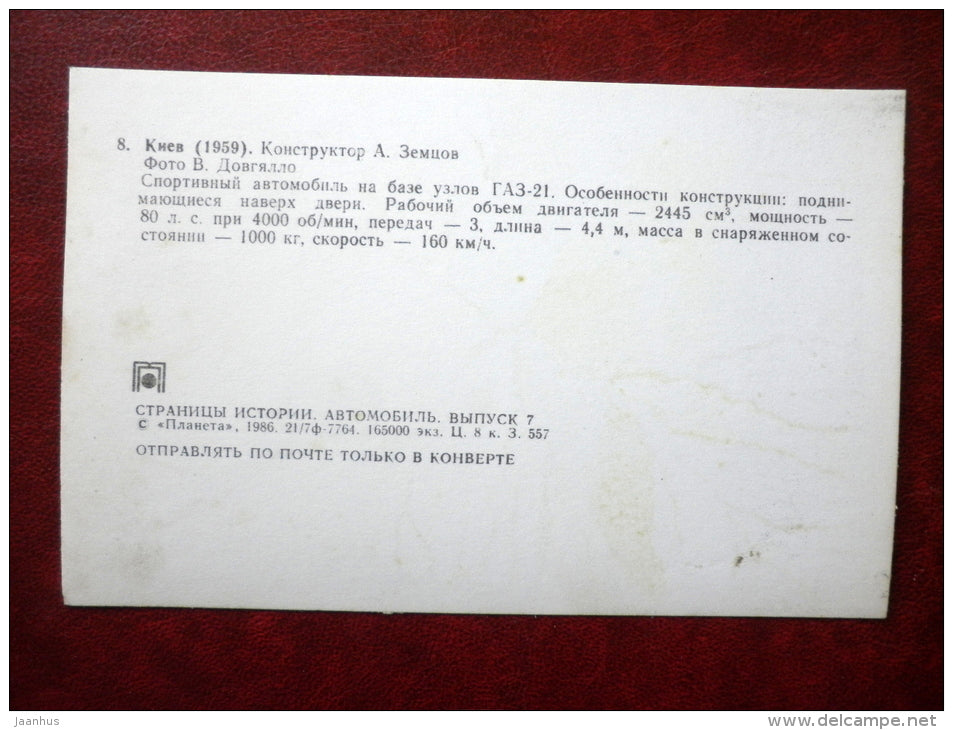 8. Киев (1959). Конструктор А. Земцов
Фото В. Довгялло
Спортивный автомобиль на базе узлов ГАЗ-21. Особенности конструкции: подни-
мающиеся наверх двери. Рабочий объем двигателя — 2445 см³, мощность —
80 л. с. при 4000 об/мин, передач — 3, длина — 4,4 м, масса в снаряженном со-
стоянии — 1000 кг, скорость — 160 км/ч.
СТРАНИЦЫ ИСТОРИИ. АВТОМОБИЛЬ. ВЫПУСК 7
С «Планета», 1986. 21/7ф-7764. 165000 экз. Ц. 8 к. З. 557
ОТПРАВЛЯТЬ ПО ПОЧТЕ ТОЛЬКО В КОНВЕРТЕ
jaanhus
www.delcampe.net